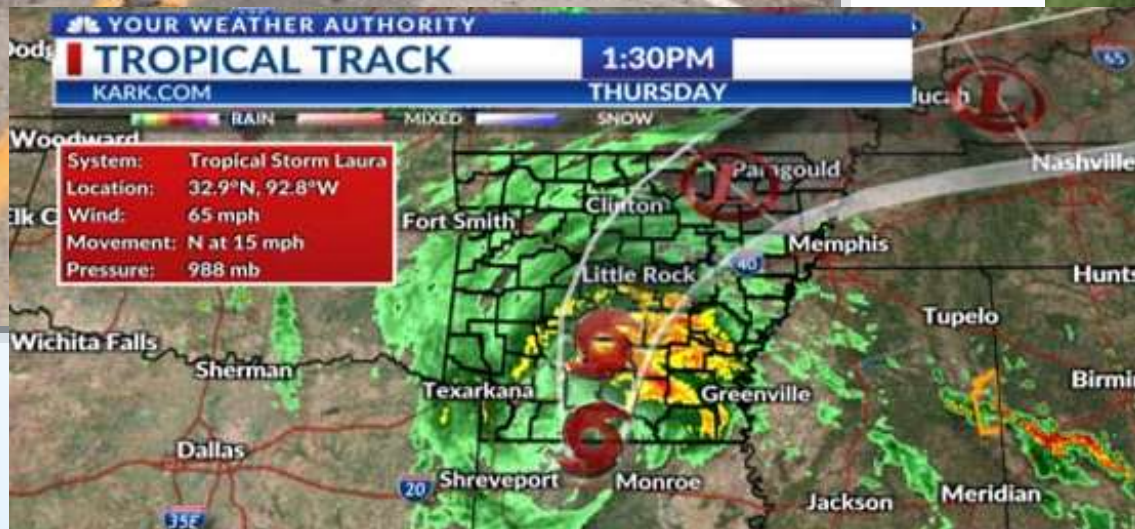 YOUR WEATHER AUTHORITY
TROPICAL TRACK
1:30PM
KARK.COM
THURSDAY
RAIN
MIXED
SNOW
65
Woodward
System: Tropical Storm Laura
Location: 32.9°N, 92.8°W
Wind: 65 mph
Movement: N at 15 mph
Pressure: 988 mb
L
L
Paragould
Nashville
Clinton
Fort Smith
Memphis
Little Rock
40
Hunts
Tupelo
Wichita Falls
Sherman
Texarkana
Greenville
Birmi
Dallas
Shreveport
Monroe
20
Jackson
Meridian
35E